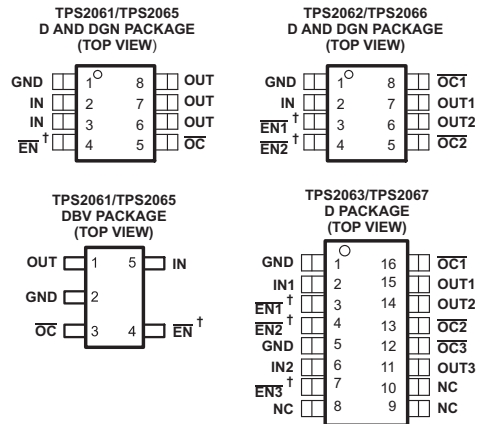 TPS2061/TPS2065
D AND DGN PACKAGE
(TOP VIEW)
GND 1 8 OUT
IN 2 7 OUT
IN 3 6 OUT
EN† 4 5 OC
TPS2062/TPS2066
D AND DGN PACKAGE
(TOP VIEW)
GND 1 8 OC1
IN 2 7 OUT1
EN1† 3 6 OUT2
EN2† 4 5 OC2
TPS2061/TPS2065
DBV PACKAGE
(TOP VIEW)
OUT 1 5 IN
GND 2
OC 3 4 EN†
TPS2063/TPS2067
D PACKAGE
(TOP VIEW)
GND 1 16 OC1
IN1 2 15 OUT1
EN1† 3 14 OUT2
EN2† 4 13 OC2
GND 5 12 OC3
IN2 6 11 OUT3
EN3† 7 10 NC
NC 8 9 NC